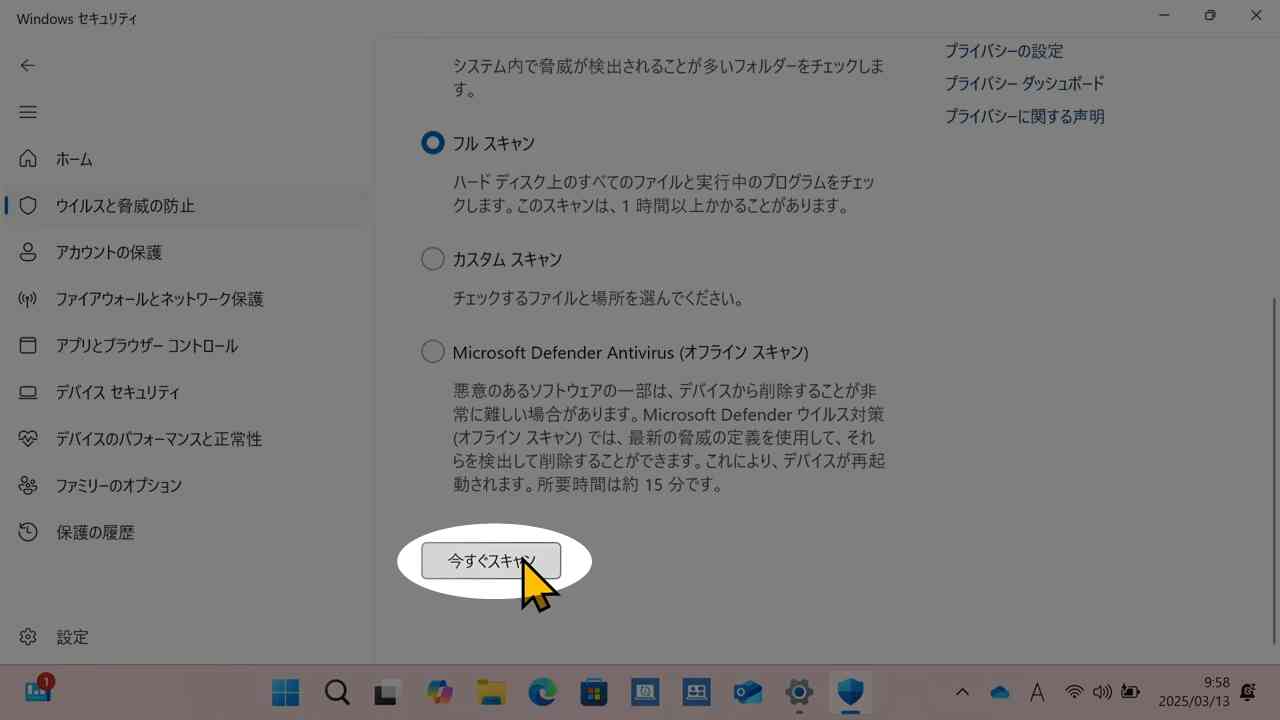 Windows セキュリティ
ホーム
ウイルスと脅威の防止
アカウントの保護
ファイアウォールとネットワーク保護
アプリとブラウザー コントロール
デバイス セキュリティ
デバイスのパフォーマンスと正常性
ファミリーのオプション
保護の履歴
設定
システム内で脅威が検出されることが多いフォルダーをチェックしま
す。
フル スキャン
ハード ディスク上のすべてのファイルと実行中のプログラムをチェッ
クします。このスキャンは、1 時間以上かかることがあります。
カスタム スキャン
チェックするファイルと場所を選んでください。
Microsoft Defender Antivirus (オフライン スキャン)
悪意のあるソフトウェアの一部は、デバイスから削除することが非
常に難しい場合があります。Microsoft Defender ウイルス対策
(オフライン スキャン) では、最新の脅威の定義を使用して、それ
らを検出して削除することができます。これにより、デバイスが再起
動されます。所要時間は約 15 分です。
今すぐスキャン
プライバシーの設定
プライバシー ダッシュボード
プライバシーに関する声明
1
A
9:58
2025/03/13